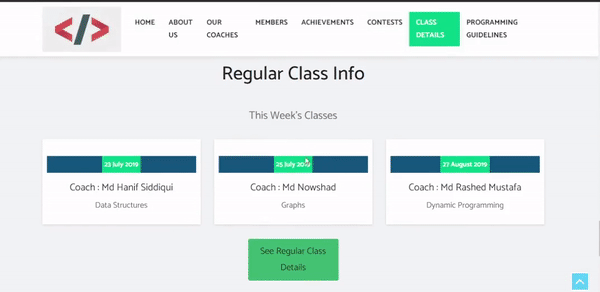 </>
HOME
ABOUT
US
OUR
COACHES
MEMBERS
ACHIEVEMENTS
CONTESTS
CLASS
DETAILS
PROGRAMMING
GUIDELINES
Regular Class Info
This Week's Classes
25 July 2019
Coach : Md Hanif Siddiqui
Data Structures
25 July 2019
Coach : Md Nowshad
Graphs
27 August 2019
Coach : Md Rashed Mustafa
Dynamic Programming
See Regular Class
Details